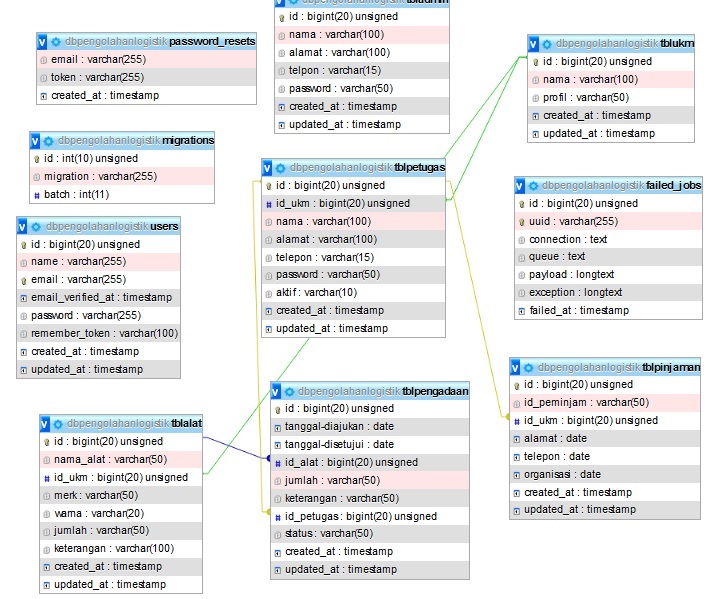 dbpengolahanlogistik tbladmin
id : bigint(20) unsigned
nama : varchar(100)
alamat : varchar(100)
telpon : varchar(15)
password : varchar(50)
created_at : timestamp
updated_at : timestamp
dbpengolahanlogistik password_resets
email : varchar(255)
token : varchar(255)
created_at : timestamp
dbpengolahanlogistik tblukm
id : bigint(20) unsigned
nama : varchar(100)
profil : varchar(50)
created_at : timestamp
updated_at : timestamp
dbpengolahanlogistik migrations
id : int(10) unsigned
migration : varchar(255)
batch : int(11)
dbpengolahanlogistik tblpetugas
id : bigint(20) unsigned
id_ukm : bigint(20) unsigned
nama : varchar(100)
alamat : varchar(100)
telepon : varchar(15)
password : varchar(50)
aktif : varchar(10)
created_at : timestamp
updated_at : timestamp
dbpengolahanlogistik failed_jobs
id : bigint(20) unsigned
uuid : varchar(255)
connection : text
queue : text
payload : longtext
exception : longtext
failed_at : timestamp
dbpengolahanlogistik users
id : bigint(20) unsigned
name : varchar(255)
email : varchar(255)
email_verified_at : timestamp
password : varchar(255)
remember_token : varchar(100)
created_at : timestamp
updated_at : timestamp
dbpengolahanlogistik tblpinjaman
id : bigint(20) unsigned
id_peminjam : varchar(50)
id_ukm : bigint(20) unsigned
alamat : date
telepon : date
organisasi : date
created_at : timestamp
updated_at : timestamp
dbpengolahanlogistik tblpengadaan
id : bigint(20) unsigned
tanggal-diajukan : date
tanggal-disetujui : date
id_alat : bigint(20) unsigned
jumlah : varchar(50)
keterangan : varchar(50)
id_petugas : bigint(20) unsigned
status : varchar(50)
created_at : timestamp
updated_at : timestamp
dbpengolahanlogistik tblalat
id : bigint(20) unsigned
nama_alat : varchar(50)
id_ukm : bigint(20) unsigned
merk : varchar(50)
warna : varchar(20)
jumlah : varchar(50)
keterangan : varchar(100)
created_at : timestamp
updated_at : timestamp